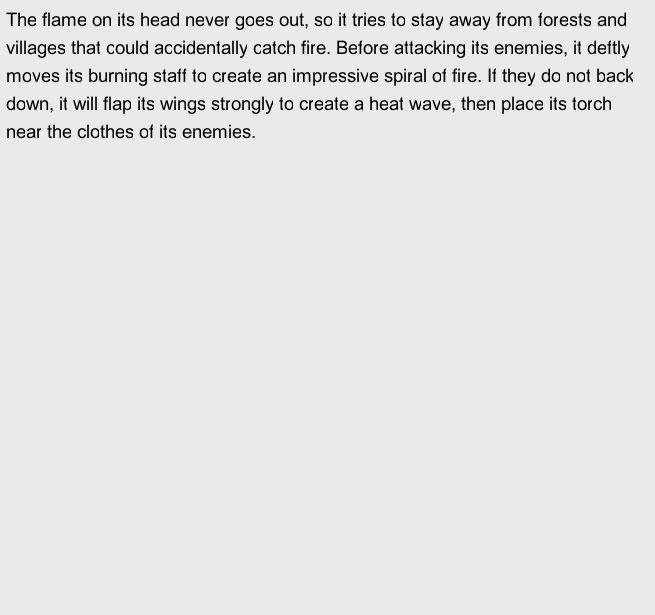 The flame on its head never goes out, so it tries to stay away from forests and
villages that could accidentally catch fire. Before attacking its enemies, it deftly
moves its burning staff to create an impressive spiral of fire. If they do not back
down, it will flap its wings strongly to create a heat wave, then place its torch
near the clothes of its enemies.